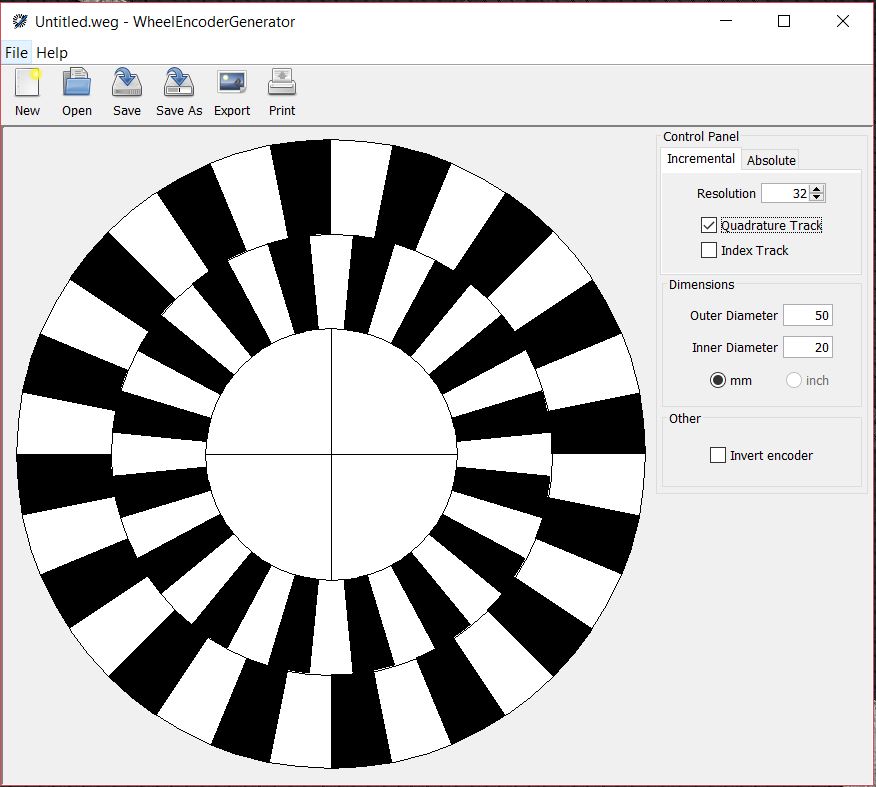 Untitled.weg - WheelEncoderGenerator
File Help
New Open Save Save As Export Print
Control Panel
Incremental Absolute
Resolution 32
Quadrature Track
Index Track
Dimensions
Outer Diameter 50
Inner Diameter 20
mm inch
Other
Invert encoder